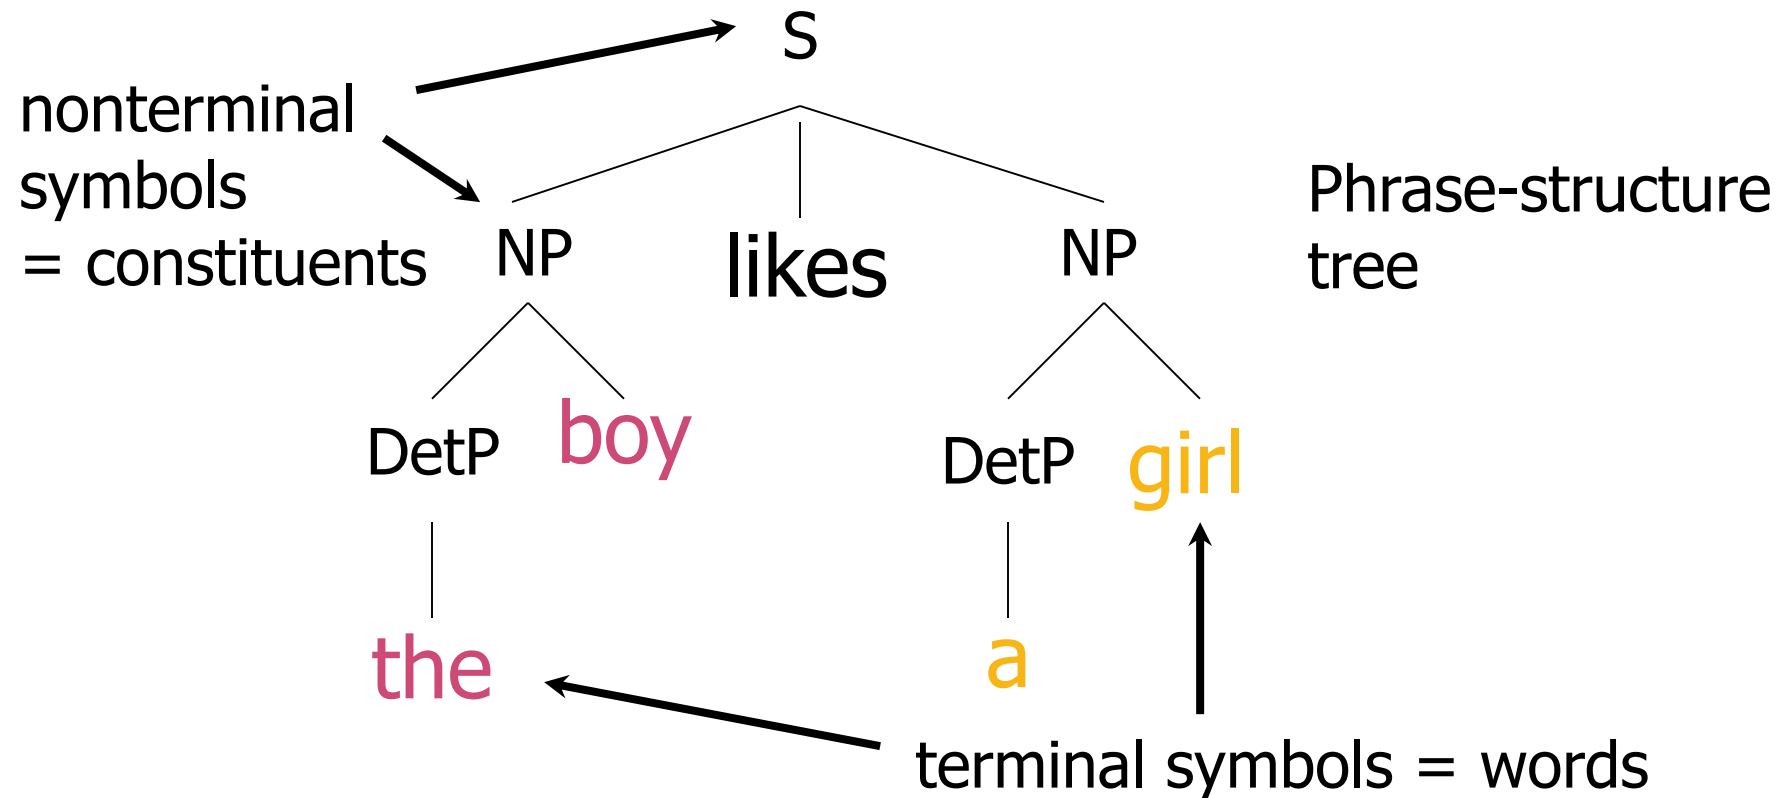 S
nonterminal
symbols
= constituents
Phrase-structure
tree
NP
likes
NP
DetP
boy
DetP
girl
the
a
terminal symbols = words